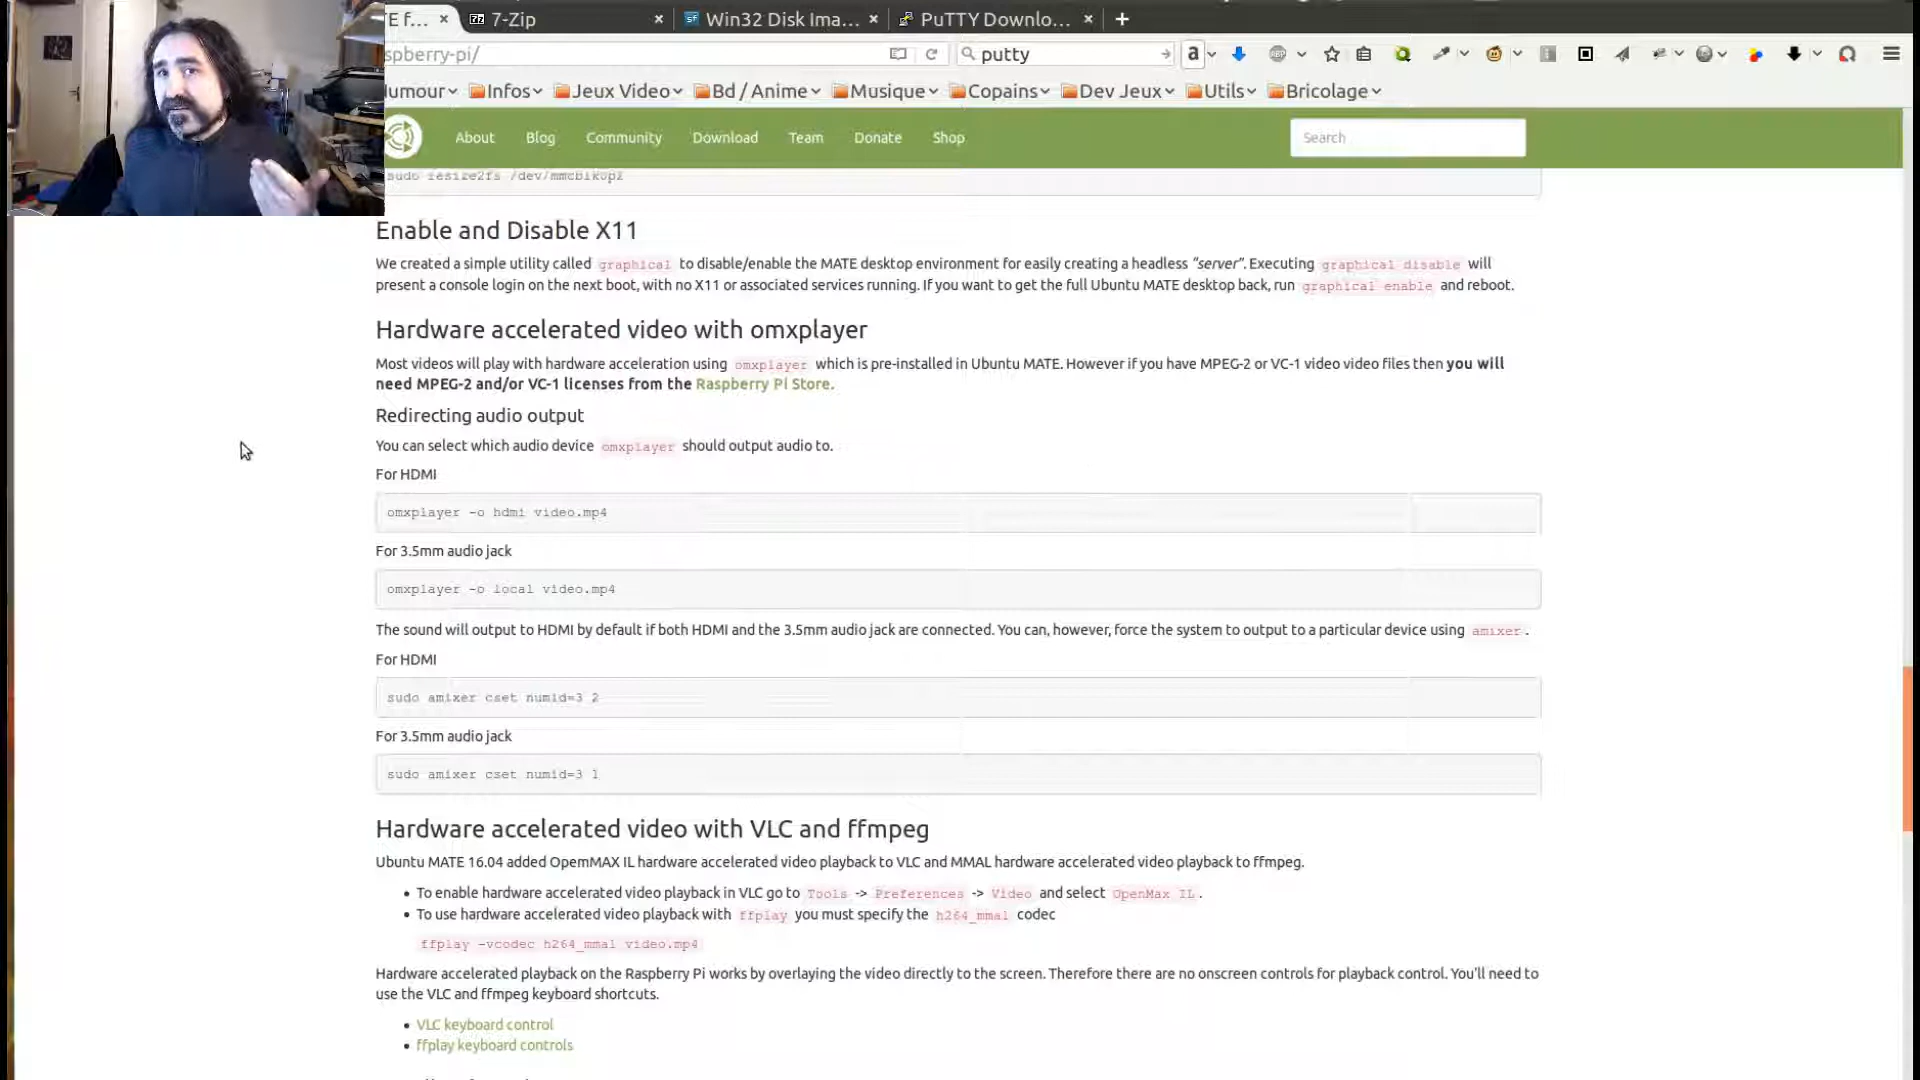 E f...
7-Zip
Win32 Disk Ima...
PuTTY Downlo...
spberry-pi/
putty
umour
Infos
Jeux Video
Bd / Anime
Musique
Copains
Dev Jeux
Utils
Bricolage
About
Blog
Community
Download
Team
Donate
Shop
Search
sudo resize2fs /dev/mmcblk0p2
Enable and Disable X11
We created a simple utility called graphical to disable/enable the MATE desktop environment for easily creating a headless "server". Executing graphical disable will
present a console login on the next boot, with no X11 or associated services running. If you want to get the full Ubuntu MATE desktop back, run graphical enable and reboot.
Hardware accelerated video with omxplayer
Most videos will play with hardware acceleration using omxplayer which is pre-installed in Ubuntu MATE. However if you have MPEG-2 or VC-1 video video files then you will
need MPEG-2 and/or VC-1 licenses from the Raspberry Pi Store.
Redirecting audio output
You can select which audio device omxplayer should output audio to.
For HDMI
omxplayer -o hdmi video.mp4
For 3.5mm audio jack
omxplayer -o local video.mp4
The sound will output to HDMI by default if both HDMI and the 3.5mm audio jack are connected. You can, however, force the system to output to a particular device using amixer.
For HDMI
sudo amixer cset numid=3 2
For 3.5mm audio jack
sudo amixer cset numid=3 1
Hardware accelerated video with VLC and ffmpeg
Ubuntu MATE 16.04 added OpenMAX IL hardware accelerated video playback to VLC and MMAL hardware accelerated video playback to ffmpeg.
• To enable hardware accelerated video playback in VLC go to Tools -> Preferences -> Video and select OpenMax IL.
• To use hardware accelerated video playback with ffplay you must specify the h264_mmal codec
ffplay -vcodec h264_mmal video.mp4
Hardware accelerated playback on the Raspberry Pi works by overlaying the video directly to the screen. Therefore there are no onscreen controls for playback control. You'll need to
use the VLC and ffmpeg keyboard shortcuts.
• VLC keyboard control
• ffplay keyboard controls